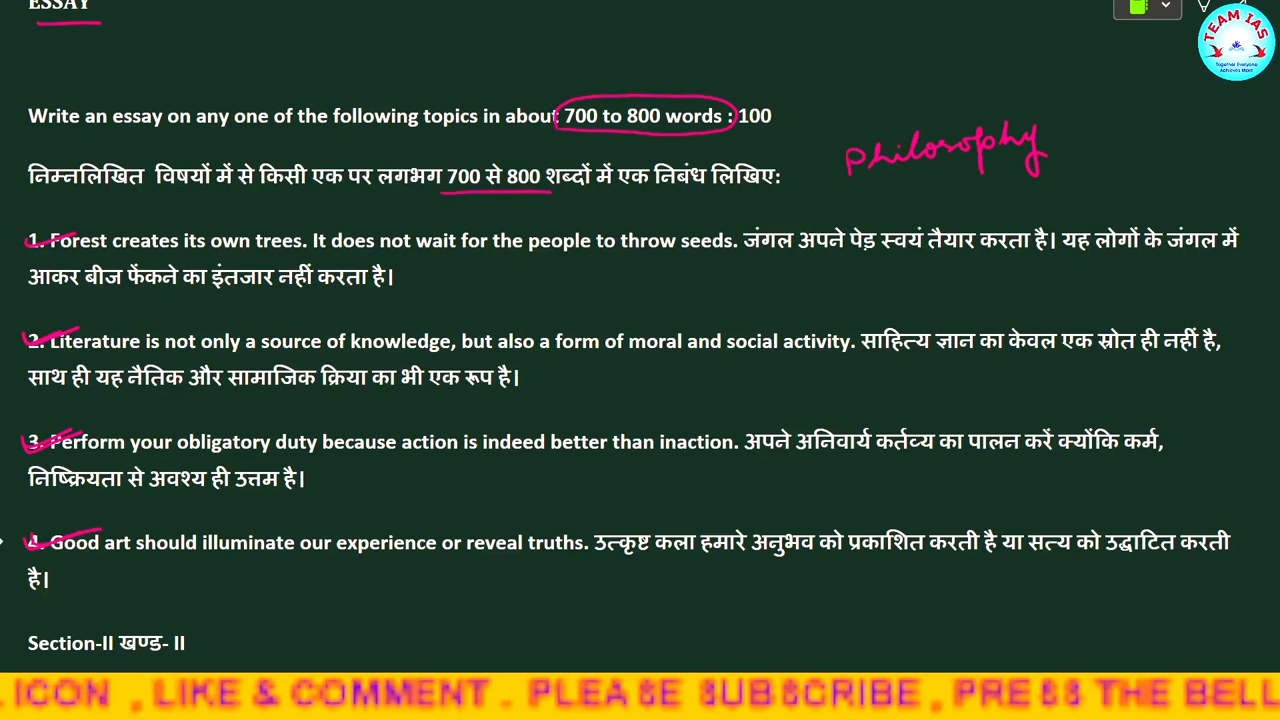 ESSAY
TEAM IAS
Together Everyone
Achieves More
Write an essay on any one of the following topics in about 700 to 800 words : 100
Philosophy
निम्नलिखित विषयों में से किसी एक पर लगभग 700 से 800 शब्दों में एक निबंध लिखिए:
1. Forest creates its own trees. It does not wait for the people to throw seeds. जंगल अपने पेड़ स्वयं तैयार करता है। यह लोगों के जंगल में
आकर बीज फेंकने का इंतजार नहीं करता है।
2. Literature is not only a source of knowledge, but also a form of moral and social activity. साहित्य ज्ञान का केवल एक स्रोत ही नहीं है,
साथ ही यह नैतिक और सामाजिक क्रिया का भी एक रूप है।
3. Perform your obligatory duty because action is indeed better than inaction. अपने अनिवार्य कर्तव्य का पालन करें क्योंकि कर्म,
निष्क्रियता से अवश्य ही उत्तम है।
4. Good art should illuminate our experience or reveal truths. उत्कृष्ट कला हमारे अनुभव को प्रकाशित करती है या सत्य को उद्घाटित करती
है।
Section-II खण्ड- II
. ICON , LIKE & COMMENT . PLEASE SUBSCRIBE , PRESS THE BELL